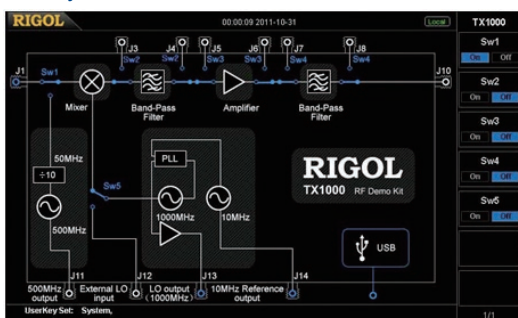 RIGOL
00:00:09 2011-10-31
Local
TX1000
J1
Sw1
J3
Sw2
J4
Sw2
J5
Sw3
J6
Sw3
J7
Sw4
J8
Sw4
J10
Mixer
Band-Pass
Filter
Amplifier
Band-Pass
Filter
50MHz
÷10
500MHz
Sw5
PLL
1000MHz
10MHz
RIGOL
TX1000 RF Demo Kit
USB
J11
J12
J13
J14
500MHz
output
External LO
input
LO output
(1000MHz)
10MHz Reference
output
Sw1
On Off
Sw2
On Off
Sw3
On Off
Sw4
On Off
Sw5
On Off
UserKey Set: System,
1/1